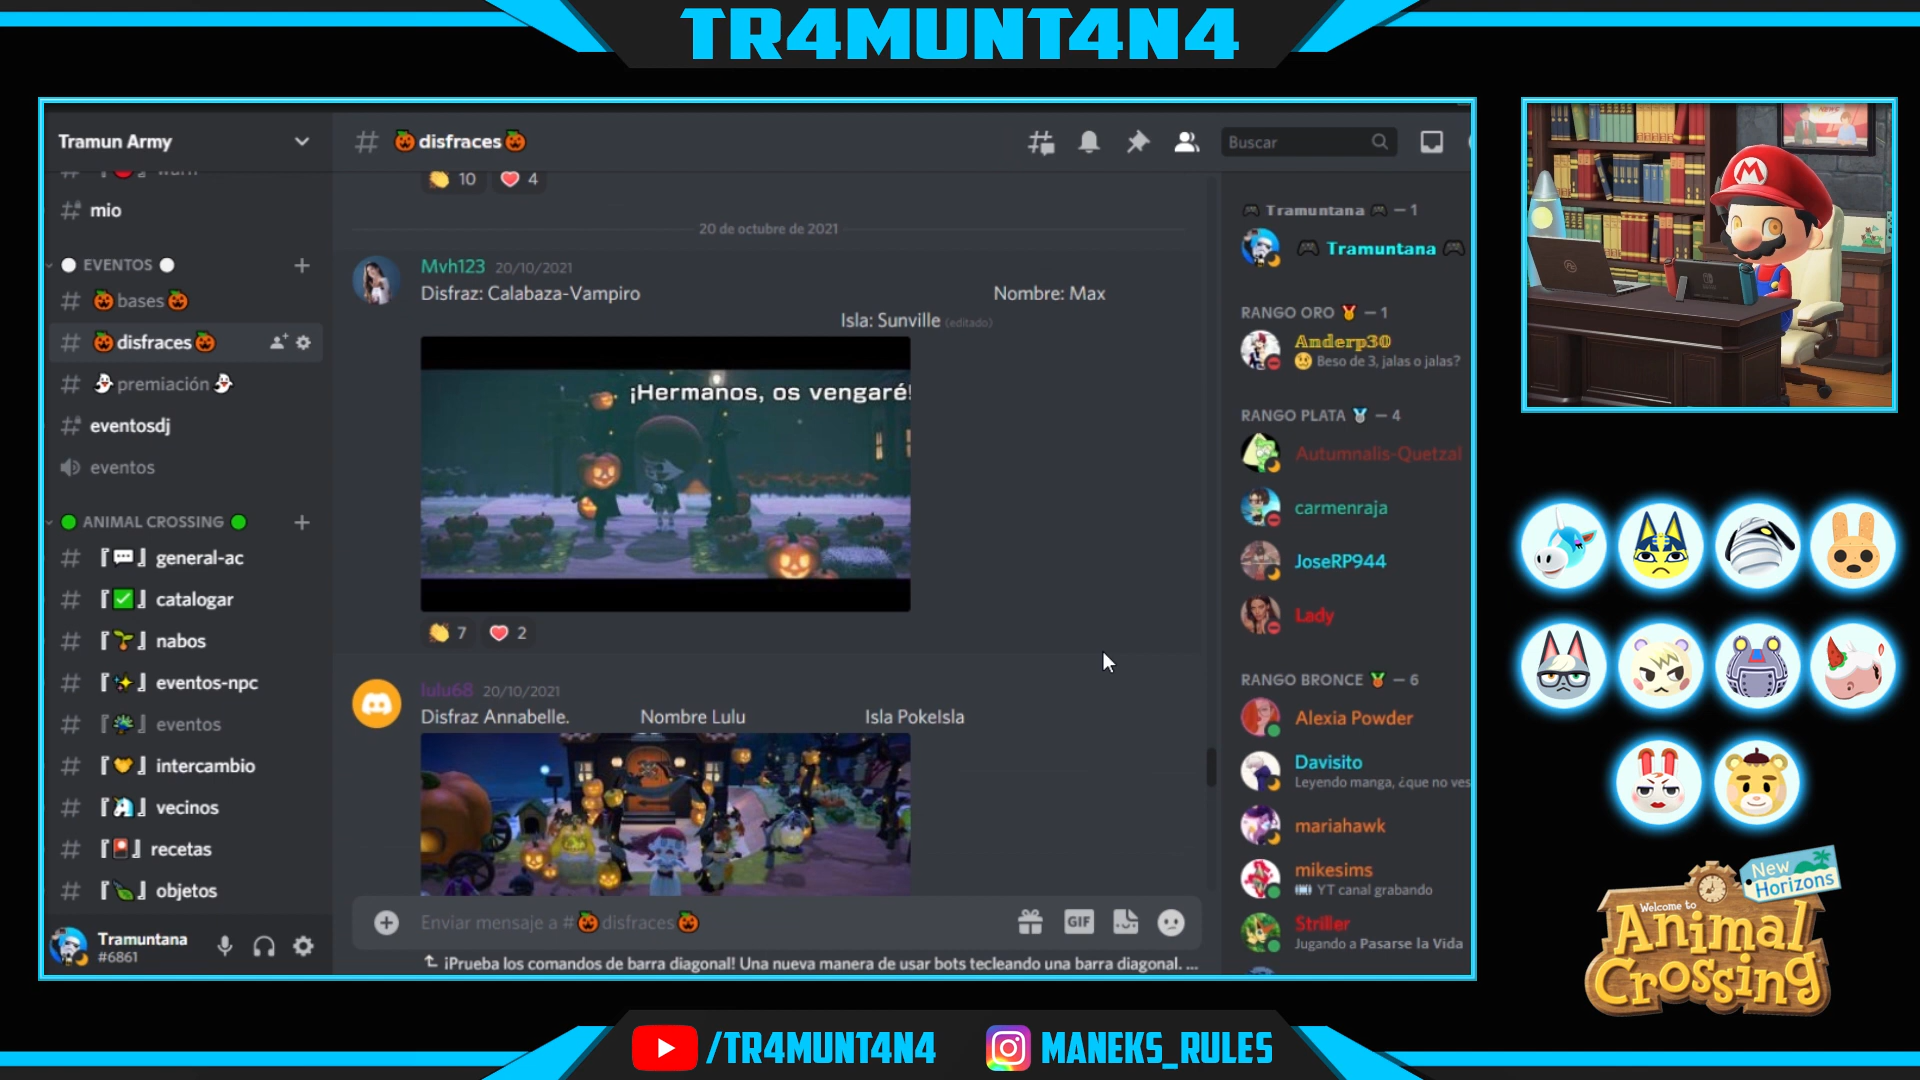 TR4MUNT4N4
Tramun Army
mio
EVENTOS
bases
disfraces
premiación
eventosdj
eventos
ANIMAL CROSSING
general-ac
catalogar
nabos
eventos-npc
eventos
intercambio
vecinos
recetas
objetos
Tramuntana
#6861
disfraces
Buscar
10 4
20 de octubre de 2021
Mvh123 20/10/2021
Disfraz: Calabaza-Vampiro Nombre: Max
Isla: Sunville (editado)
¡Hermanos, os vengaré!
7 2
lulu68 20/10/2021
Disfraz Annabelle. Nombre Lulu Isla PokeIsla
Enviar mensaje a # disfraces
GIF
¡Prueba los comandos de barra diagonal! Una nueva manera de usar bots tecleando una barra diagonal. ...
Tramuntana — 1
Tramuntana
RANGO ORO — 1
Anderp30
Beso de 3, jalas o jalas?
RANGO PLATA — 4
Autumnalis-Quetzal
carmenraja
JoseRP944
Lady
RANGO BRONCE — 6
Alexia Powder
Davisito
Leyendo manga, ¿que no ves
mariahawk
mikesims
YT canal grabando
Striller
Jugando a Pasarse la Vida
M
New
Horizons
Welcome to
Animal
Crossing
/TR4MUNT4N4
MANEKS_RULES